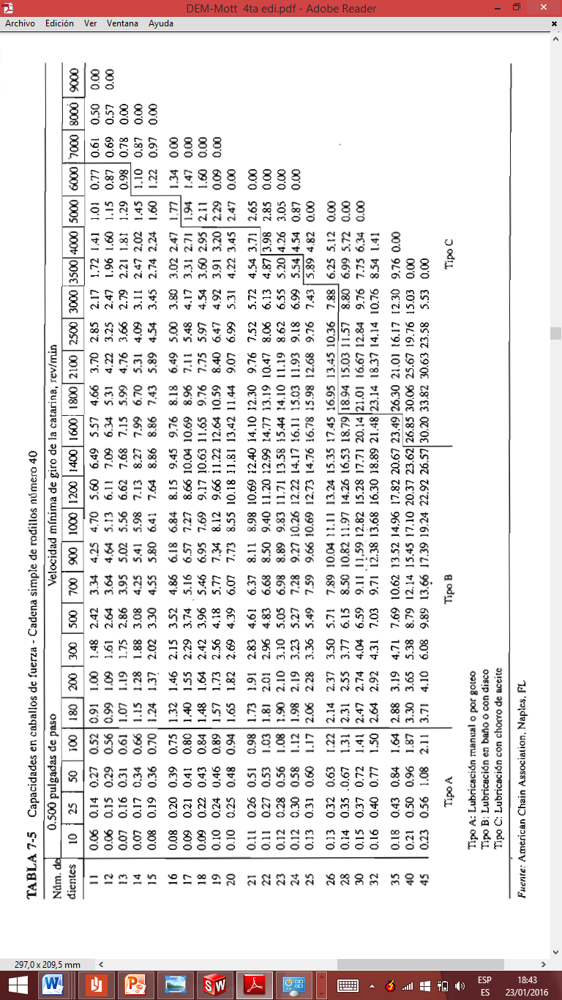 DEM-Mott 4ta edi.pdf - Adobe Reader
Archivo Edición Ver Ventana Ayuda
TABLA 7-5 Capacidades en caballos de fuerza - Cadena simple de rodillos número 40
Núm. de 0.500 pulgadas de paso Velocidad mínima de giro de la catarina, rev/min
dientes 10 25 50 100 180 200 300 500 700 900 1000 1200 1400 1600 1800 2100 2500 3000 3500 4000 5000 6000 7000 8000 9000
11 0.06 0.14 0.27 0.52 0.91 1.00 1.48 2.42 3.34 4.25 4.70 5.60 6.49 5.57 4.66 3.70 2.85 2.17 1.72 1.41 1.01 0.77 0.61 0.50 0.00
12 0.06 0.15 0.29 0.56 0.99 1.09 1.61 2.64 3.64 4.64 5.13 6.11 7.09 6.34 5.31 4.22 3.25 2.47 1.96 1.60 1.15 0.87 0.69 0.57 0.00
13 0.07 0.16 0.31 0.61 1.07 1.19 1.75 2.86 3.95 5.02 5.56 6.62 7.68 7.15 5.99 4.76 3.66 2.79 2.21 1.81 1.29 0.98 0.78 0.00
14 0.07 0.17 0.34 0.66 1.15 1.28 1.88 3.08 4.25 5.41 5.98 7.13 8.27 7.99 6.70 5.31 4.09 3.11 2.47 2.02 1.45 1.10 0.87 0.00
15 0.08 0.19 0.36 0.70 1.24 1.37 2.02 3.30 4.55 5.80 6.41 7.64 8.86 8.86 7.43 5.89 4.54 3.45 2.74 2.24 1.60 1.22 0.97 0.00
16 0.08 0.20 0.39 0.75 1.32 1.46 2.15 3.52 4.86 6.18 6.84 8.15 9.45 9.76 8.18 6.49 5.00 3.80 3.02 2.47 1.77 1.34 0.00
17 0.09 0.21 0.41 0.80 1.40 1.55 2.29 3.74 5.16 6.57 7.27 8.66 10.04 10.69 8.96 7.11 5.48 4.17 3.31 2.71 1.94 1.47 0.00
18 0.09 0.22 0.43 0.84 1.48 1.64 2.42 3.96 5.46 6.95 7.69 9.17 10.63 11.65 9.76 7.75 5.97 4.54 3.60 2.95 2.11 1.60 0.00
19 0.10 0.24 0.46 0.89 1.57 1.73 2.56 4.18 5.77 7.34 8.12 9.66 11.22 12.64 10.59 8.40 6.47 4.92 3.91 3.20 2.29 0.09 0.00
20 0.10 0.25 0.48 0.94 1.65 1.82 2.69 4.39 6.07 7.73 8.55 10.18 11.81 13.42 11.44 9.07 6.99 5.31 4.22 3.45 2.47 0.00
21 0.11 0.26 0.51 0.98 1.73 1.91 2.83 4.61 6.37 8.11 8.98 10.69 12.40 14.10 12.30 9.76 7.52 5.72 4.54 3.71 2.65 0.00
22 0.11 0.27 0.53 1.03 1.81 2.01 2.96 4.83 6.68 8.50 9.40 11.20 12.99 14.77 13.19 10.47 8.06 6.13 4.87 3.98 2.85 0.00
23 0.12 0.28 0.56 1.08 1.90 2.10 3.10 5.05 6.98 8.89 9.83 11.71 13.58 15.44 14.10 11.19 8.62 6.55 5.20 4.26 3.05 0.00
24 0.12 0.30 0.58 1.12 1.98 2.19 3.23 5.27 7.28 9.27 10.26 12.22 14.17 16.11 15.03 11.93 9.18 6.99 5.54 4.54 0.87 0.00
25 0.13 0.31 0.60 1.17 2.06 2.28 3.36 5.49 7.59 9.66 10.69 12.73 14.76 16.78 15.98 12.68 9.76 7.43 5.89 4.82 0.00
26 0.13 0.32 0.63 1.22 2.14 2.37 3.50 5.71 7.89 10.04 11.11 13.24 15.35 17.45 16.95 13.45 10.36 7.88 6.25 5.12 0.00
28 0.14 0.35 0.67 1.31 2.31 2.55 3.77 6.15 8.50 10.82 11.97 14.26 16.53 18.79 18.94 15.03 11.57 8.80 6.99 5.72 0.00
30 0.15 0.37 0.72 1.41 2.47 2.74 4.04 6.59 9.11 11.59 12.82 15.28 17.71 20.14 21.01 16.67 12.84 9.76 7.75 6.34 0.00
32 0.16 0.40 0.77 1.50 2.64 2.92 4.31 7.03 9.71 12.38 13.68 16.30 18.89 21.48 23.14 18.37 14.14 10.76 8.54 1.41
35 0.18 0.43 0.84 1.64 2.88 3.19 4.71 7.69 10.62 13.52 14.96 17.82 20.67 23.49 26.30 21.01 16.17 12.30 9.76 0.00
40 0.21 0.50 0.96 1.87 3.30 3.65 5.38 8.79 12.14 15.45 17.10 20.37 23.62 26.85 30.06 25.67 19.76 15.03 0.00
45 0.23 0.56 1.08 2.11 3.71 4.10 6.08 9.89 13.66 17.39 19.24 22.92 26.57 30.20 33.82 30.63 23.58 5.53 0.00
Tipo A Tipo B Tipo C
Tipo A: Lubricación manual o por goteo
Tipo B: Lubricación en baño o con disco
Tipo C: Lubricación con chorro de aceite
Fuente: American Chain Association, Naples, FL
297,0 x 209,5 mm
ESP
ES
18:43
23/01/2016